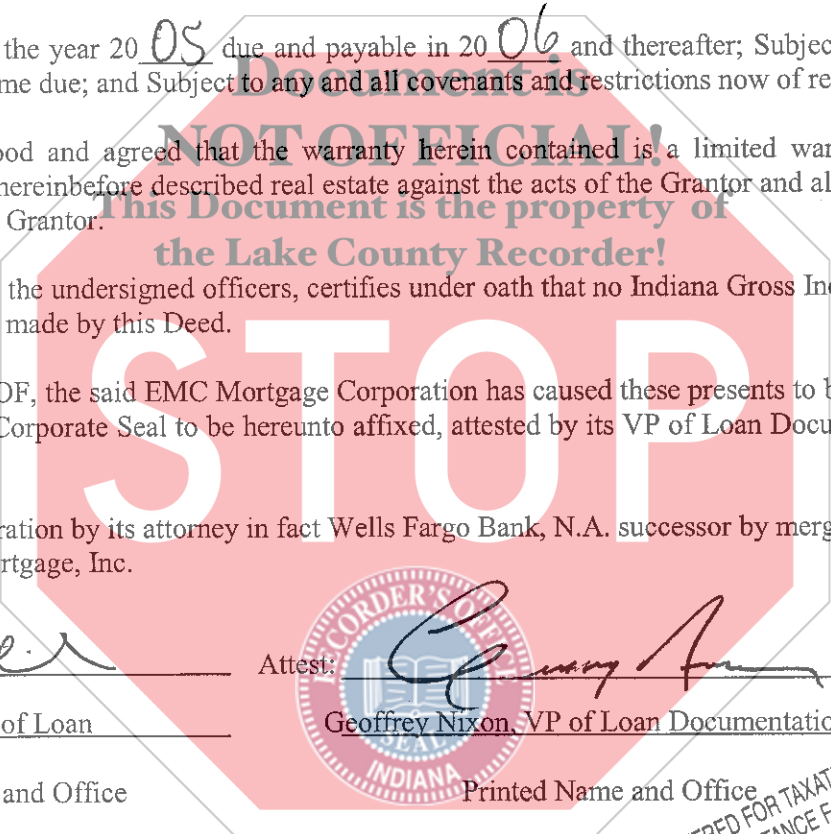 the year 20 05 due and payable in 20 06 and thereafter; Subjec
me due; and Subject to any and all covenants and restrictions now of re
Document is
NOT OFFICIAL!
ood and agreed that the warranty herein contained is a limited war
hereinbefore described real estate against the acts of the Grantor and al
This Document is the property of
Grantor.
the Lake County Recorder!
the undersigned officers, certifies under oath that no Indiana Gross Inc
made by this Deed.
STOP
OF, the said EMC Mortgage Corporation has caused these presents to b
Corporate Seal to be hereunto affixed, attested by its VP of Loan Docu
ration by its attorney in fact Wells Fargo Bank, N.A. successor by merg
rtgage, Inc.
RECORDER'S OFFICE
SEAL
INDIANA
Attest:
of Loan
Geoffrey Nixon, VP of Loan Documentatio
and Office
Printed Name and Office
RED FOR TAXAT
ANCE F